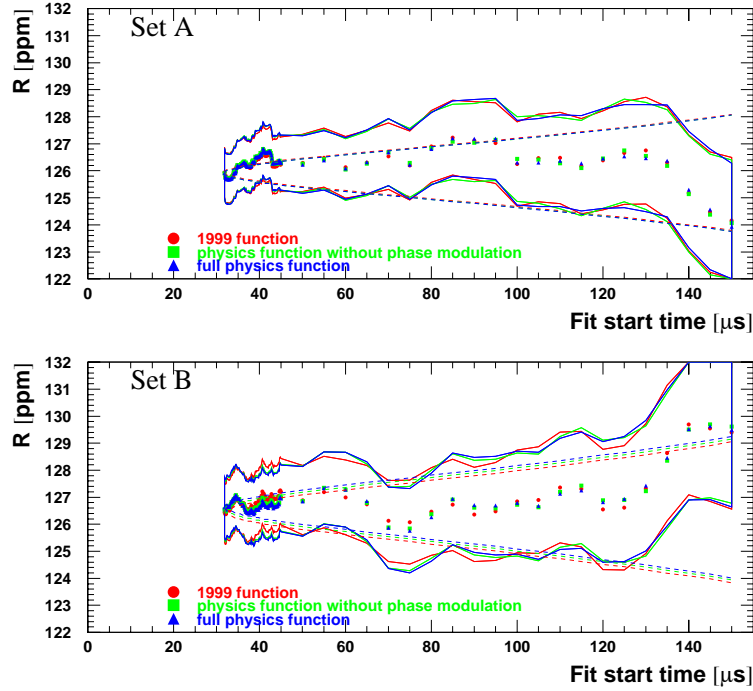 Set A
R [ppm]
132
131
130
129
128
127
126
125
124
123
122
1999 function
physics function without phase modulation
full physics function
0 20 40 60 80 100 120 140
Fit start time [μs]
Set B
R [ppm]
132
131
130
129
128
127
126
125
124
123
122
1999 function
physics function without phase modulation
full physics function
0 20 40 60 80 100 120 140
Fit start time [μs]